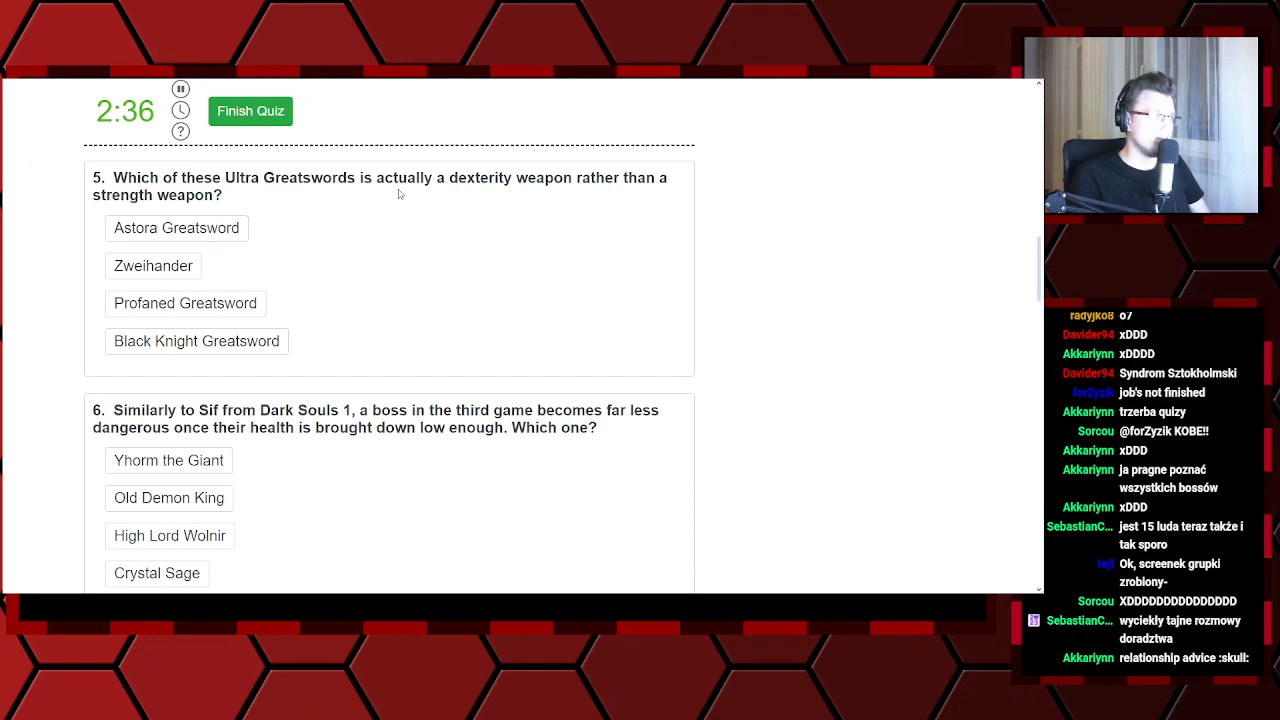 2:36
Finish Quiz
?
5. Which of these Ultra Greatswords is actually a dexterity weapon rather than a
strength weapon?
Astora Greatsword
Zweihander
Profaned Greatsword
Black Knight Greatsword
6. Similarly to Sif from Dark Souls 1, a boss in the third game becomes far less
dangerous once their health is brought down low enough. Which one?
Yhorm the Giant
Old Demon King
High Lord Wolnir
Crystal Sage
radyjko8 o7
Davider94 xDDD
Akkariynn xDDDD
Davider94 Syndrom Sztokholmski
forZyzik job's not finished
Akkariynn trzerba quizy
Sorcou @forZyzik KOBE!!
Akkariynn xDDD
Akkariynn ja pragne poznać
wszystkich bossów
Akkariynn xDDD
SebastianC... jest 15 luda teraz także i
tak sporo
Ok, screenek grupki
zrobiony-
Sorcou XDDDDDDDDDDDDDDD
SebastianC... wyciekły tajne rozmowy
doradztwa
Akkariynn relationship advice :skull: